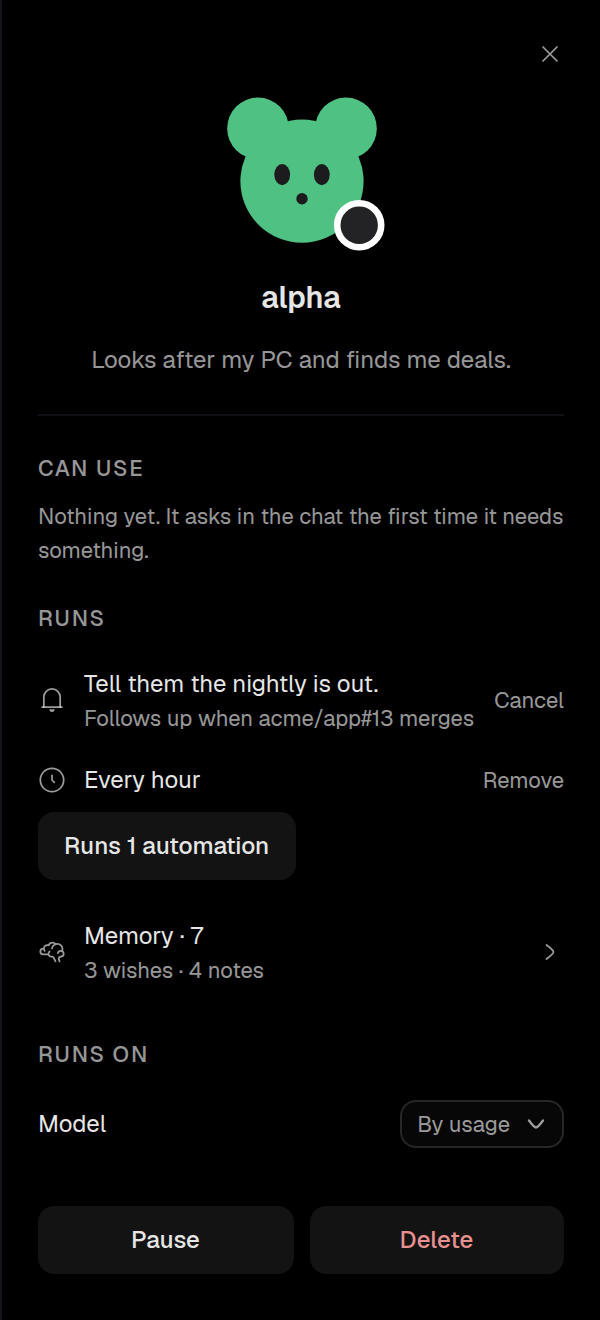 alpha
Looks after my PC and finds me deals.
CAN USE
Nothing yet. It asks in the chat the first time it needs
something.
RUNS
Tell them the nightly is out.
Follows up when acme/app#13 merges
Cancel
Every hour
Remove
Runs 1 automation
Memory · 7
3 wishes · 4 notes
RUNS ON
Model
By usage
Pause
Delete